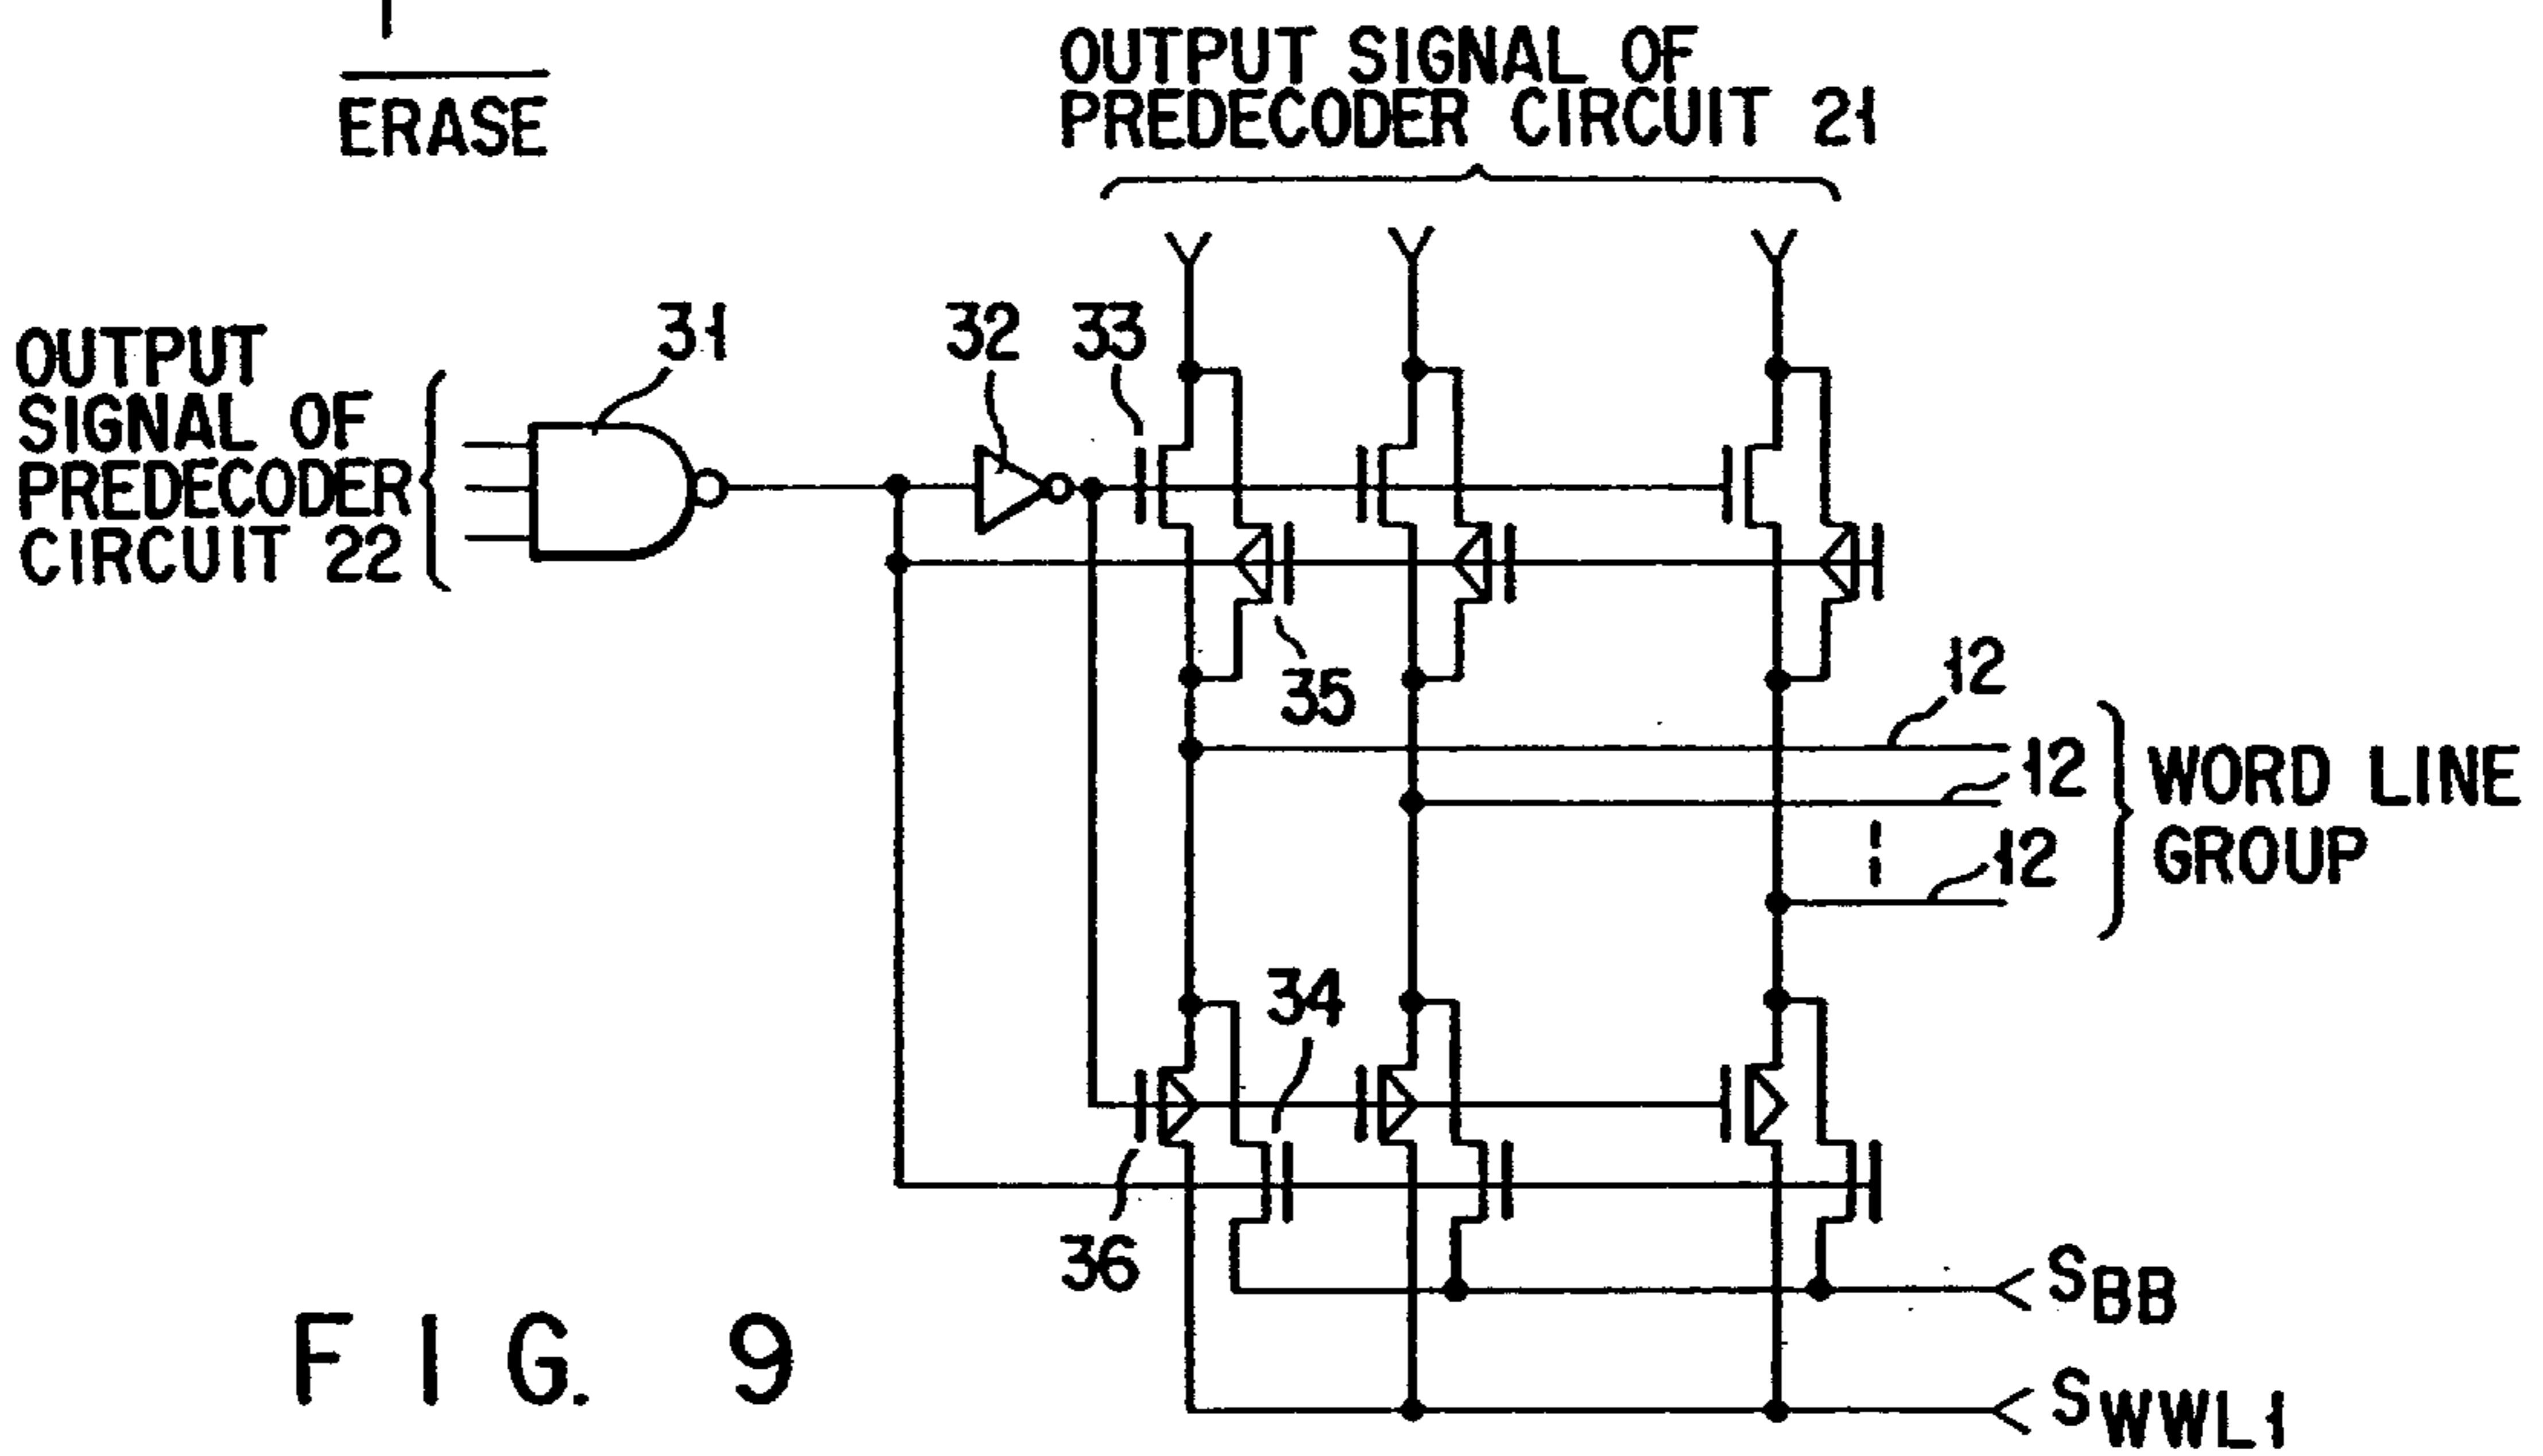 ERASE
OUTPUT SIGNAL OF
PREDECODER CIRCUIT 21
OUTPUT
SIGNAL OF
PREDECODER
CIRCUIT 22
31
32
33
35
12
12
12
WORD LINE
GROUP
34
36
SBB
SWWL1
FIG. 9